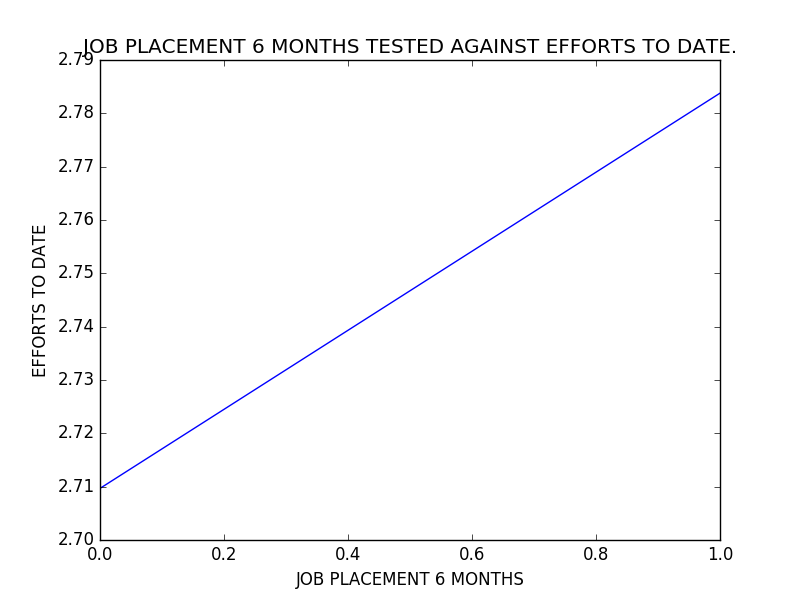 JOB PLACEMENT 6 MONTHS TESTED AGAINST EFFORTS TO DATE.
2.79
2.78
2.77
2.76
2.75
2.74
2.73
2.72
2.71
2.70
EFFORTS TO DATE
0.0 0.2 0.4 0.6 0.8 1.0
JOB PLACEMENT 6 MONTHS